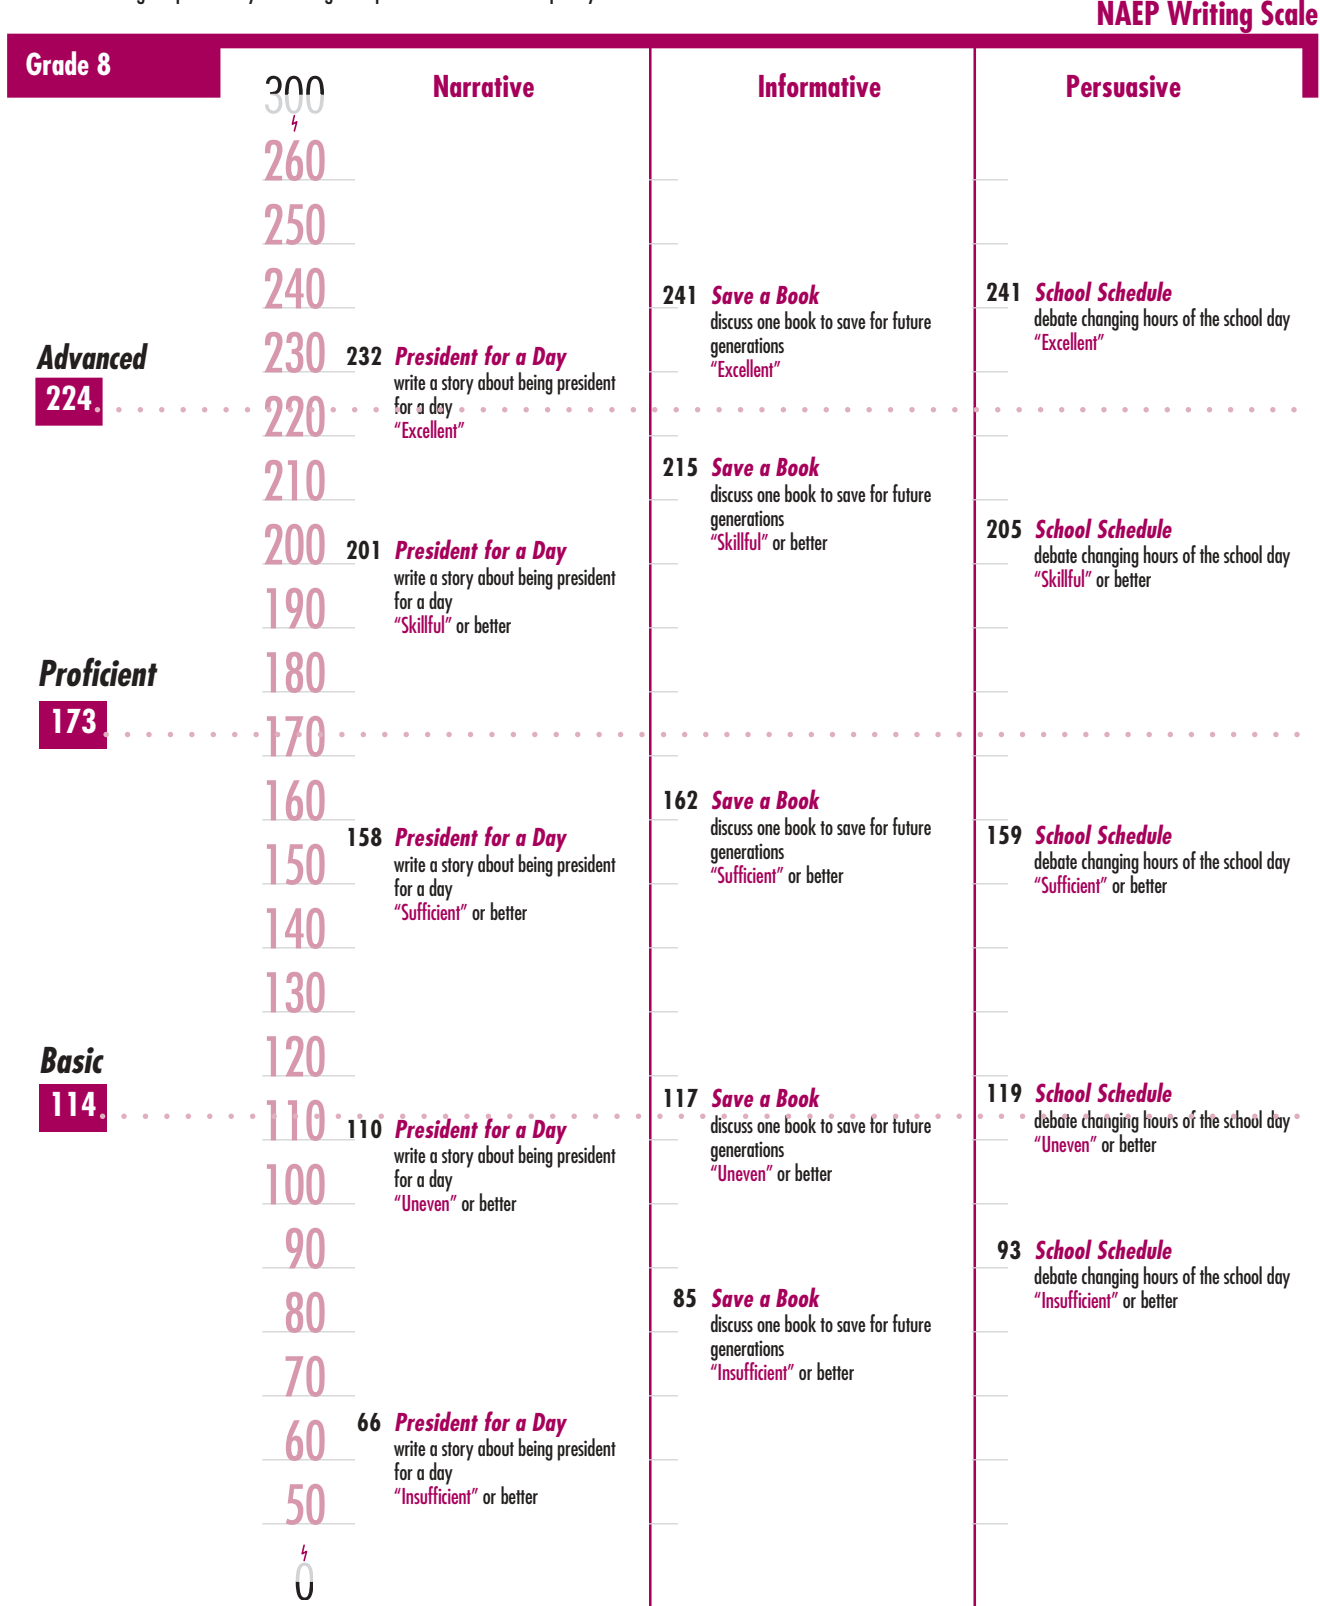 NAEP Writing Scale
Grade 8
Narrative
Informative
Persuasive
300
260
250
240
230
220
210
200
190
180
170
160
150
140
130
120
110
100
90
80
70
60
50
0
Advanced
224
Proficient
173
Basic
114
232 President for a Day
write a story about being president
for a day
“Excellent”
201 President for a Day
write a story about being president
for a day
“Skillful” or better
158 President for a Day
write a story about being president
for a day
“Sufficient” or better
110 President for a Day
write a story about being president
for a day
“Uneven” or better
66 President for a Day
write a story about being president
for a day
“Insufficient” or better
241 Save a Book
discuss one book to save for future
generations
“Excellent”
215 Save a Book
discuss one book to save for future
generations
“Skillful” or better
162 Save a Book
discuss one book to save for future
generations
“Sufficient” or better
117 Save a Book
discuss one book to save for future
generations
“Uneven” or better
85 Save a Book
discuss one book to save for future
generations
“Insufficient” or better
241 School Schedule
debate changing hours of the school day
“Excellent”
205 School Schedule
debate changing hours of the school day
“Skillful” or better
159 School Schedule
debate changing hours of the school day
“Sufficient” or better
119 School Schedule
debate changing hours of the school day
“Uneven” or better
93 School Schedule
debate changing hours of the school day
“Insufficient” or better